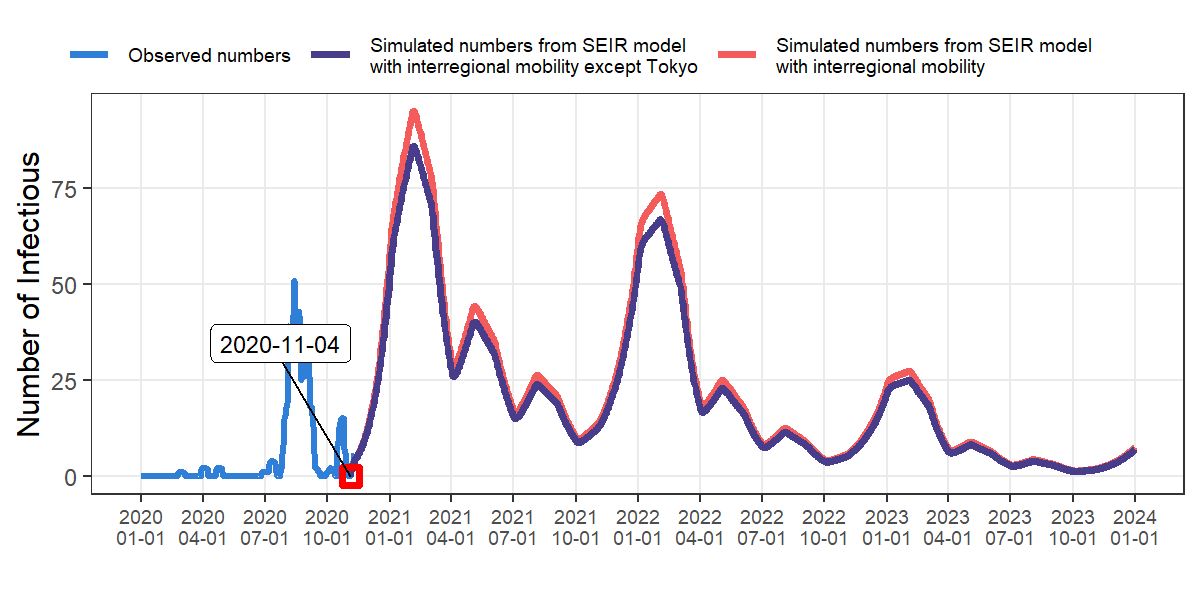 Observed numbers
Simulated numbers from SEIR model
with interregional mobility except Tokyo
Simulated numbers from SEIR model
with interregional mobility
Number of Infectious
75
50
25
0
2020-11-04
2020 2020 2020 2020 2021 2021 2021 2021 2022 2022 2022 2022 2023 2023 2023 2023 2024
01-01 04-01 07-01 10-01 01-01 04-01 07-01 10-01 01-01 04-01 07-01 10-01 01-01 04-01 07-01 10-01 01-01